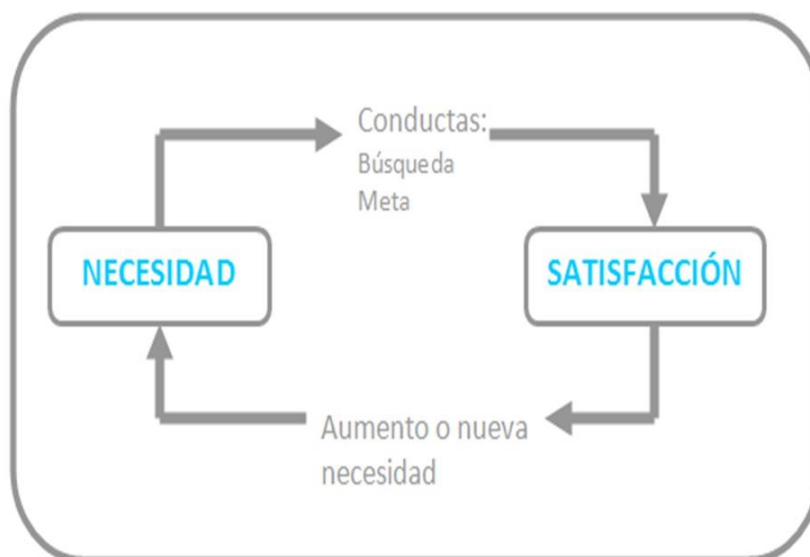 Conductas:
Búsqueda
Meta
NECESIDAD
SATISFACCIÓN
Aumento o nueva
necesidad